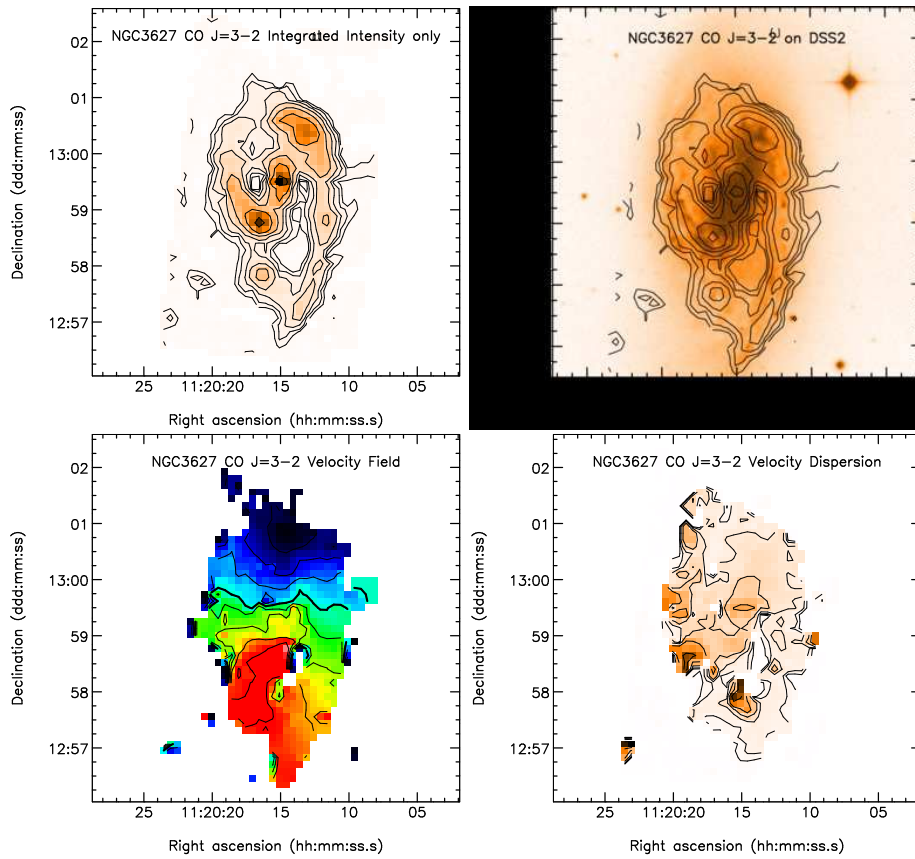 NGC3627 CO J=3-2 Integrated Intensity only
02
01
13:00
59
58
12:57
Declination (ddd:mm:ss)
25 11:20:20 15 10 05
Right ascension (hh:mm:ss.s)
NGC3627 CO J=3-2 on DSS2
NGC3627 CO J=3-2 Velocity Field
02
01
13:00
59
58
12:57
Declination (ddd:mm:ss)
25 11:20:20 15 10 05
Right ascension (hh:mm:ss.s)
NGC3627 CO J=3-2 Velocity Dispersion
02
01
13:00
59
58
12:57
Declination (ddd:mm:ss)
25 11:20:20 15 10 05
Right ascension (hh:mm:ss.s)